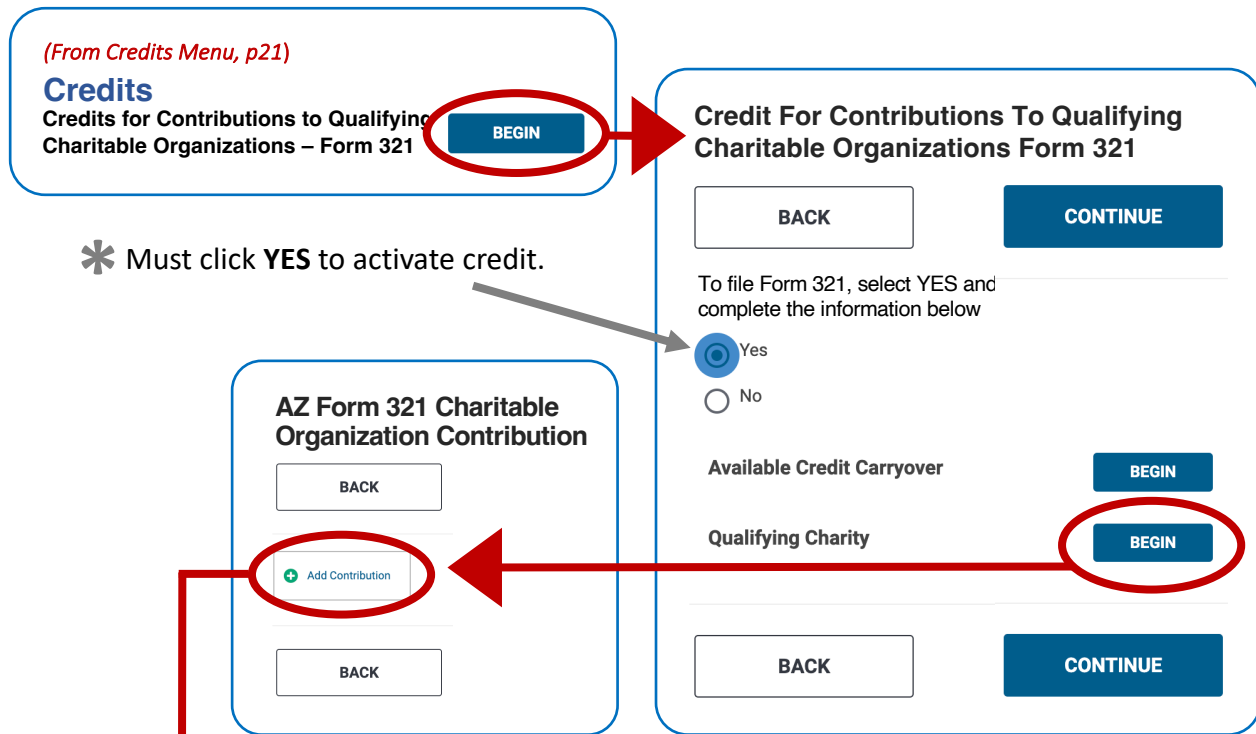 (From Credits Menu, p21)
Credits
Credits for Contributions to Qualifying
Charitable Organizations – Form 321
BEGIN
Credit For Contributions To Qualifying
Charitable Organizations Form 321
BACK
CONTINUE
Must click YES to activate credit.
To file Form 321, select YES and
complete the information below
Yes
No
Available Credit Carryover
BEGIN
Qualifying Charity
BEGIN
BACK
CONTINUE
AZ Form 321 Charitable
Organization Contribution
BACK
Add Contribution
BACK